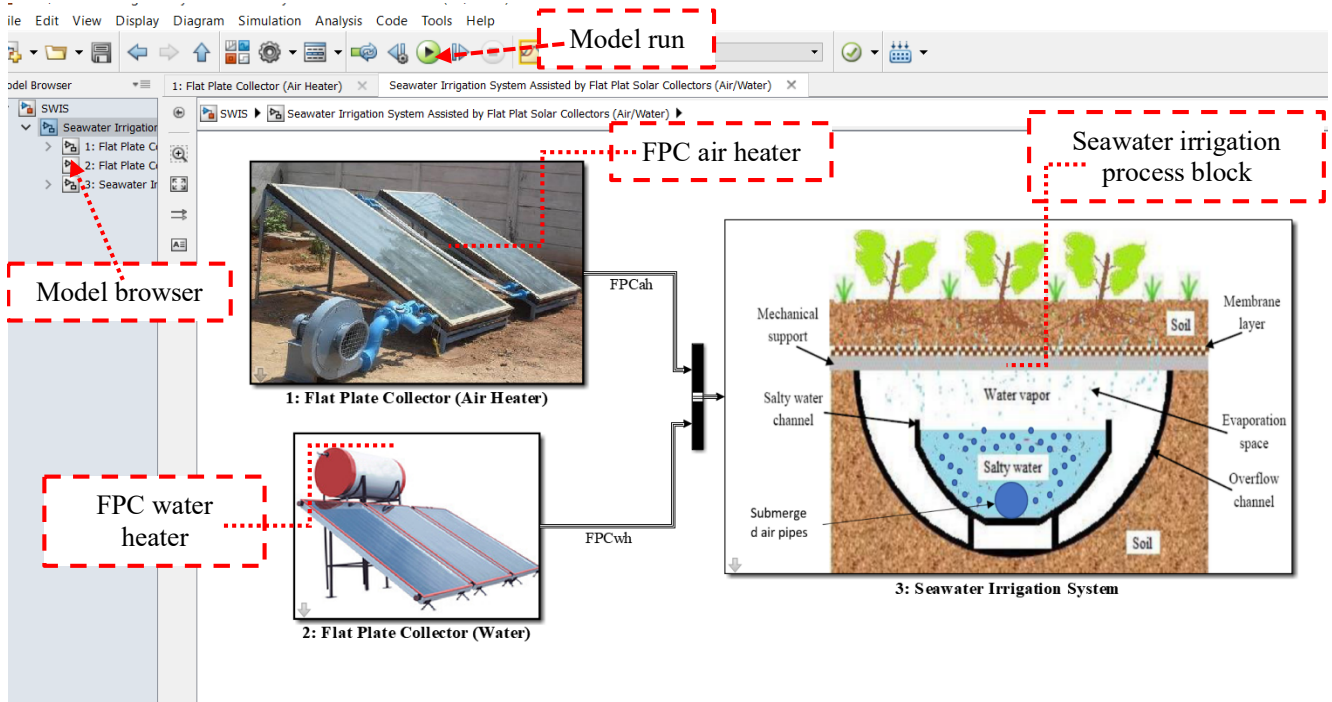 ile Edit View Display Diagram Simulation Analysis Code Tools Help
Model run
odel Browser
1: Flat Plate Collector (Air Heater)
Seawater Irrigation System Assisted by Flat Plat Solar Collectors (Air/Water)
SWIS
Seawater Irrigation
1: Flat Plate C
2: Flat Plate C
3: Seawater Ir
SWIS
Seawater Irrigation System Assisted by Flat Plat Solar Collectors (Air/Water)
FPC air heater
Seawater irrigation
process block
Model browser
FPCah
1: Flat Plate Collector (Air Heater)
FPC water
heater
FPCwh
2: Flat Plate Collector (Water)
Mechanical
support
Salty water
channel
Submerge
d air pipes
Soil
Membrane
layer
Water vapor
Evaporation
space
Salty water
Overflow
channel
Soil
3: Seawater Irrigation System